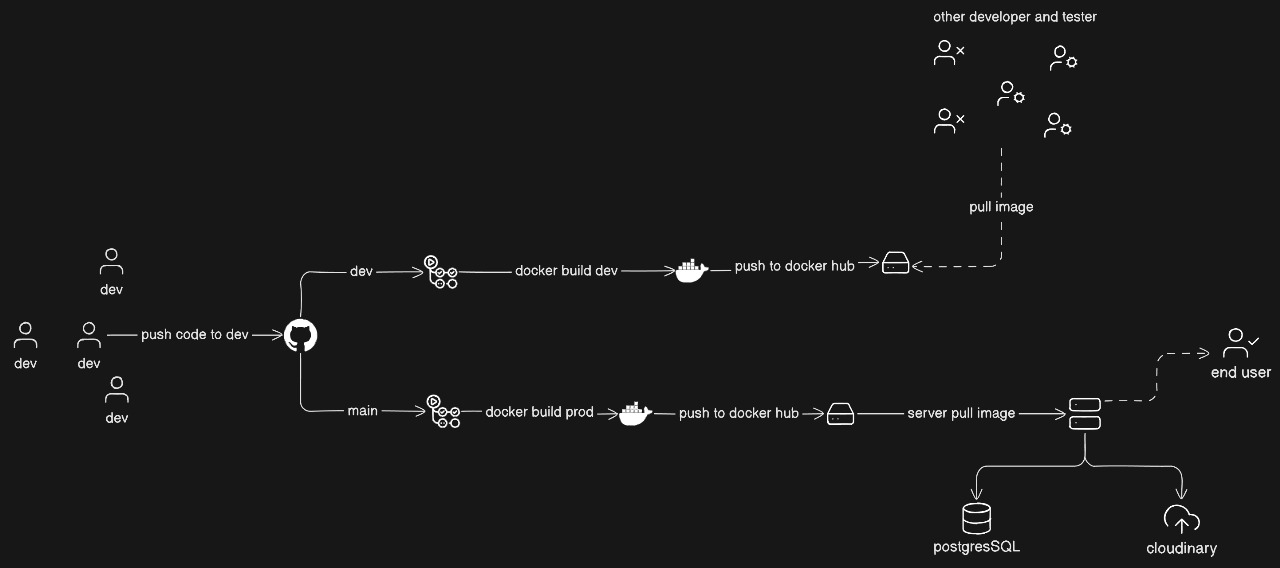 other developer and tester
pull image
dev
dev
docker build dev
push to docker hub
dev
dev
push code to dev
dev
main
docker build prod
push to docker hub
server pull image
end user
postgresSQL
cloudinary